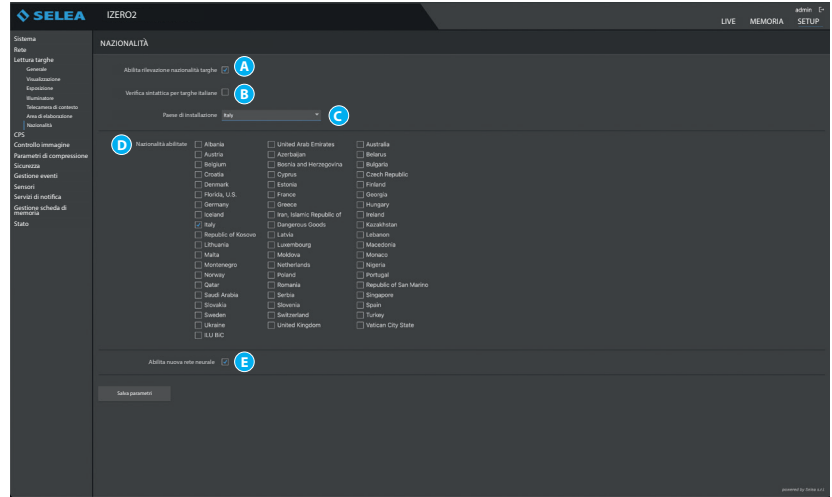 SELEA
IZERO2
admin
LIVE MEMORIA SETUP
Sistema
Rete
Lettura targhe
Generale
Visualizzazione
Esposizione
Illuminatore
Telecamera di contesto
Area di elaborazione
Nazionalità
CPS
Controllo immagine
Parametri di compressione
Sicurezza
Gestione eventi
Sensori
Servizi di notifica
Gestione scheda di
memoria
Stato
NAZIONALITÀ
Abilita rilevazione nazionalità targhe A
Verifica sintattica per targhe italiane B
Paese di installazione Italy C
D Nazionalità abilitate Albania United Arab Emirates Australia
Austria Azerbaijan Belarus
Belgium Bosnia and Herzegovina Bulgaria
Croatia Cyprus Czech Republic
Denmark Estonia Finland
Florida, U.S. France Georgia
Germany Greece Hungary
Iceland Iran, Islamic Republic of Ireland
Italy Dangerous Goods Kazakhstan
Republic of Kosovo Latvia Lebanon
Lithuania Luxembourg Macedonia
Malta Moldova Monaco
Montenegro Netherlands Nigeria
Norway Poland Portugal
Qatar Romania Republic of San Marino
Saudi Arabia Serbia Singapore
Slovakia Slovenia Spain
Sweden Switzerland Turkey
Ukraine United Kingdom Vatican City State
ILU BIC
Abilita nuova rete neurale E
Salva parametri
powered by Selea s.r.l